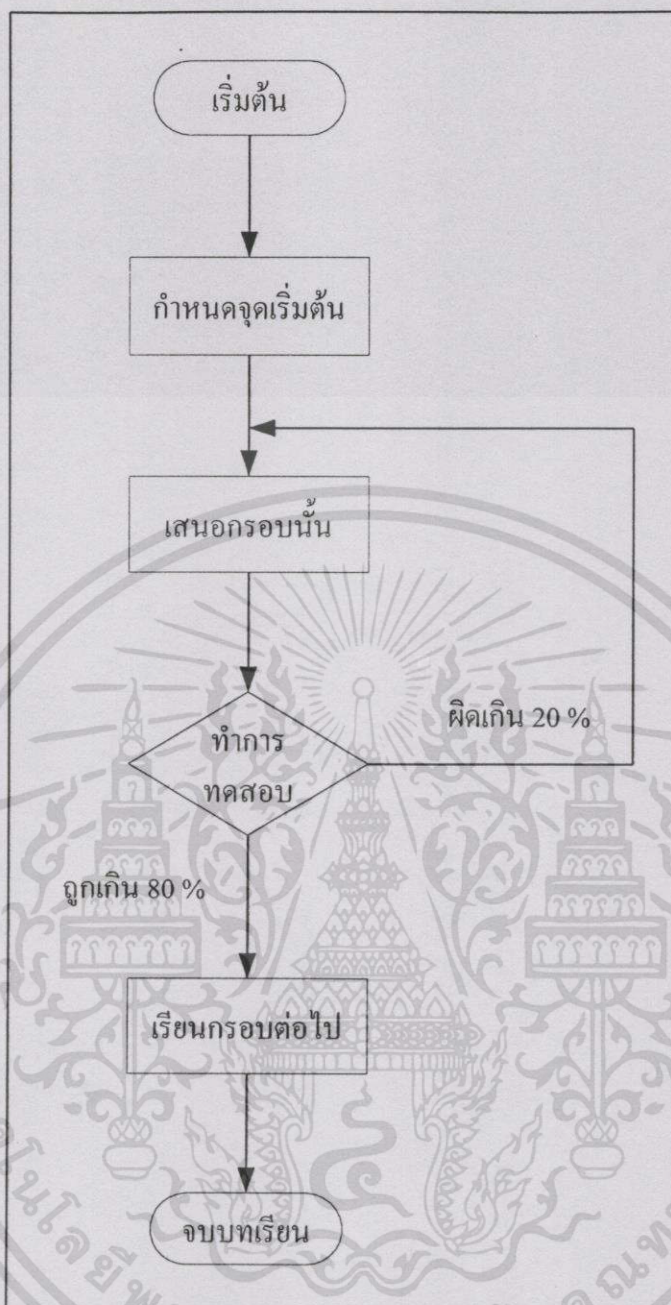 เริ่มต้น
กำหนดจุดเริ่มต้น
เสนอกรอบนั้น
ทำการ
ทดสอบ
ผิดเกิน 20 %
ถูกเกิน 80 %
เรียนกรอบต่อไป
จบบทเรียน